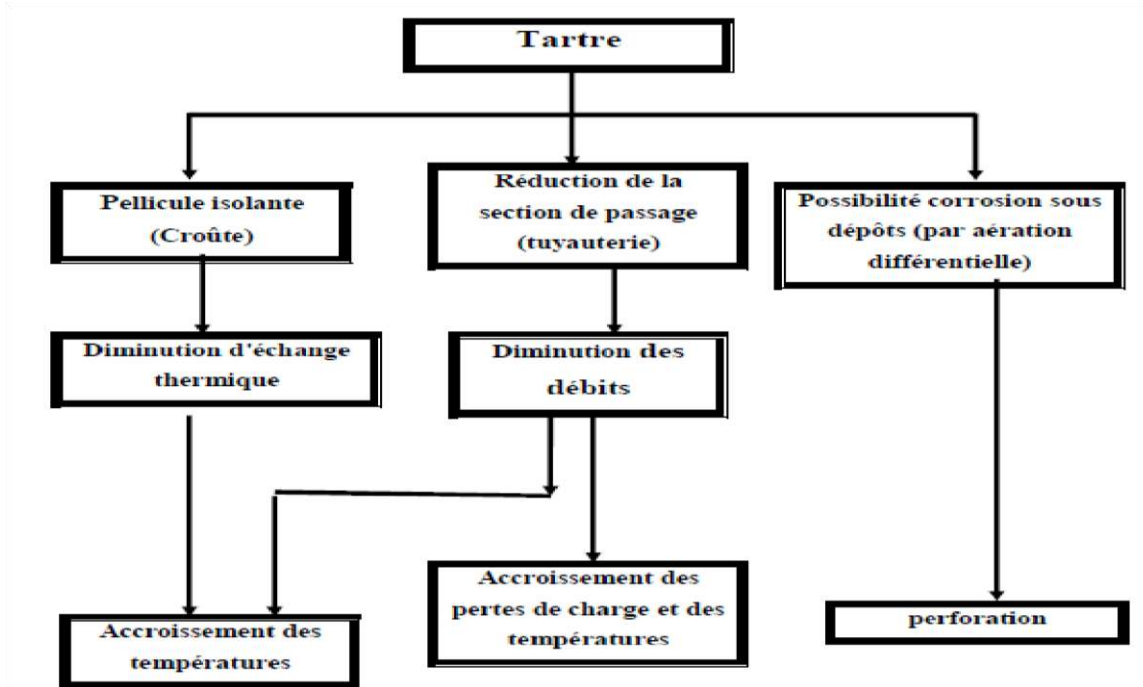 Tartre
Pellicule isolante
(Croûte)
Réduction de la
section de passage
(tuyauterie)
Possibilité corrosion sous
dépôts (par aération
différentielle)
Diminution d'échange
thermique
Diminution des
débits
Accroissement des
températures
Accroissement des
pertes de charge et des
températures
perforation